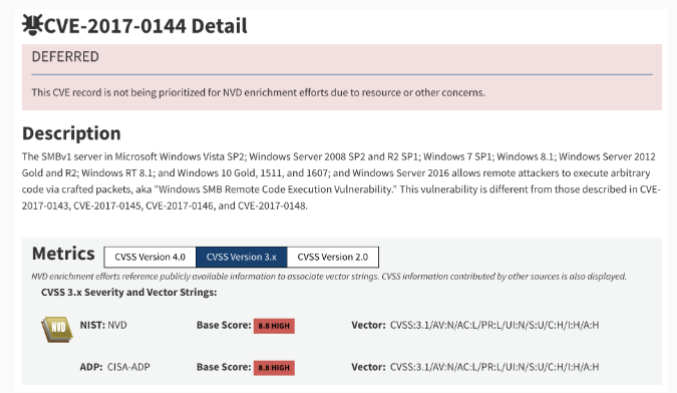 CVE-2017-0144 Detail
DEFERRED
This CVE record is not being prioritized for NVD enrichment efforts due to resource or other concerns.
Description
The SMBv1 server in Microsoft Windows Vista SP2; Windows Server 2008 SP2 and R2 SP1; Windows 7 SP1; Windows 8.1; Windows Server 2012
Gold and R2; Windows RT 8.1; and Windows 10 Gold, 1511, and 1607; and Windows Server 2016 allows remote attackers to execute arbitrary
code via crafted packets, aka "Windows SMB Remote Code Execution Vulnerability." This vulnerability is different from those described in CVE-
2017-0143, CVE-2017-0145, CVE-2017-0146, and CVE-2017-0148.
Metrics CVSS Version 4.0 CVSS Version 3.x CVSS Version 2.0
NVD enrichment efforts reference publicly available information to associate vector strings. CVSS information contributed by other sources is also displayed.
CVSS 3.x Severity and Vector Strings:
NVD NIST: NVD Base Score: 8.8 HIGH Vector: CVSS:3.1/AV:N/AC:L/PR:L/UI:N/S:U/C:H/I:H/A:H
ADP: CISA-ADP Base Score: 8.8 HIGH Vector: CVSS:3.1/AV:N/AC:L/PR:L/UI:N/S:U/C:H/I:H/A:H